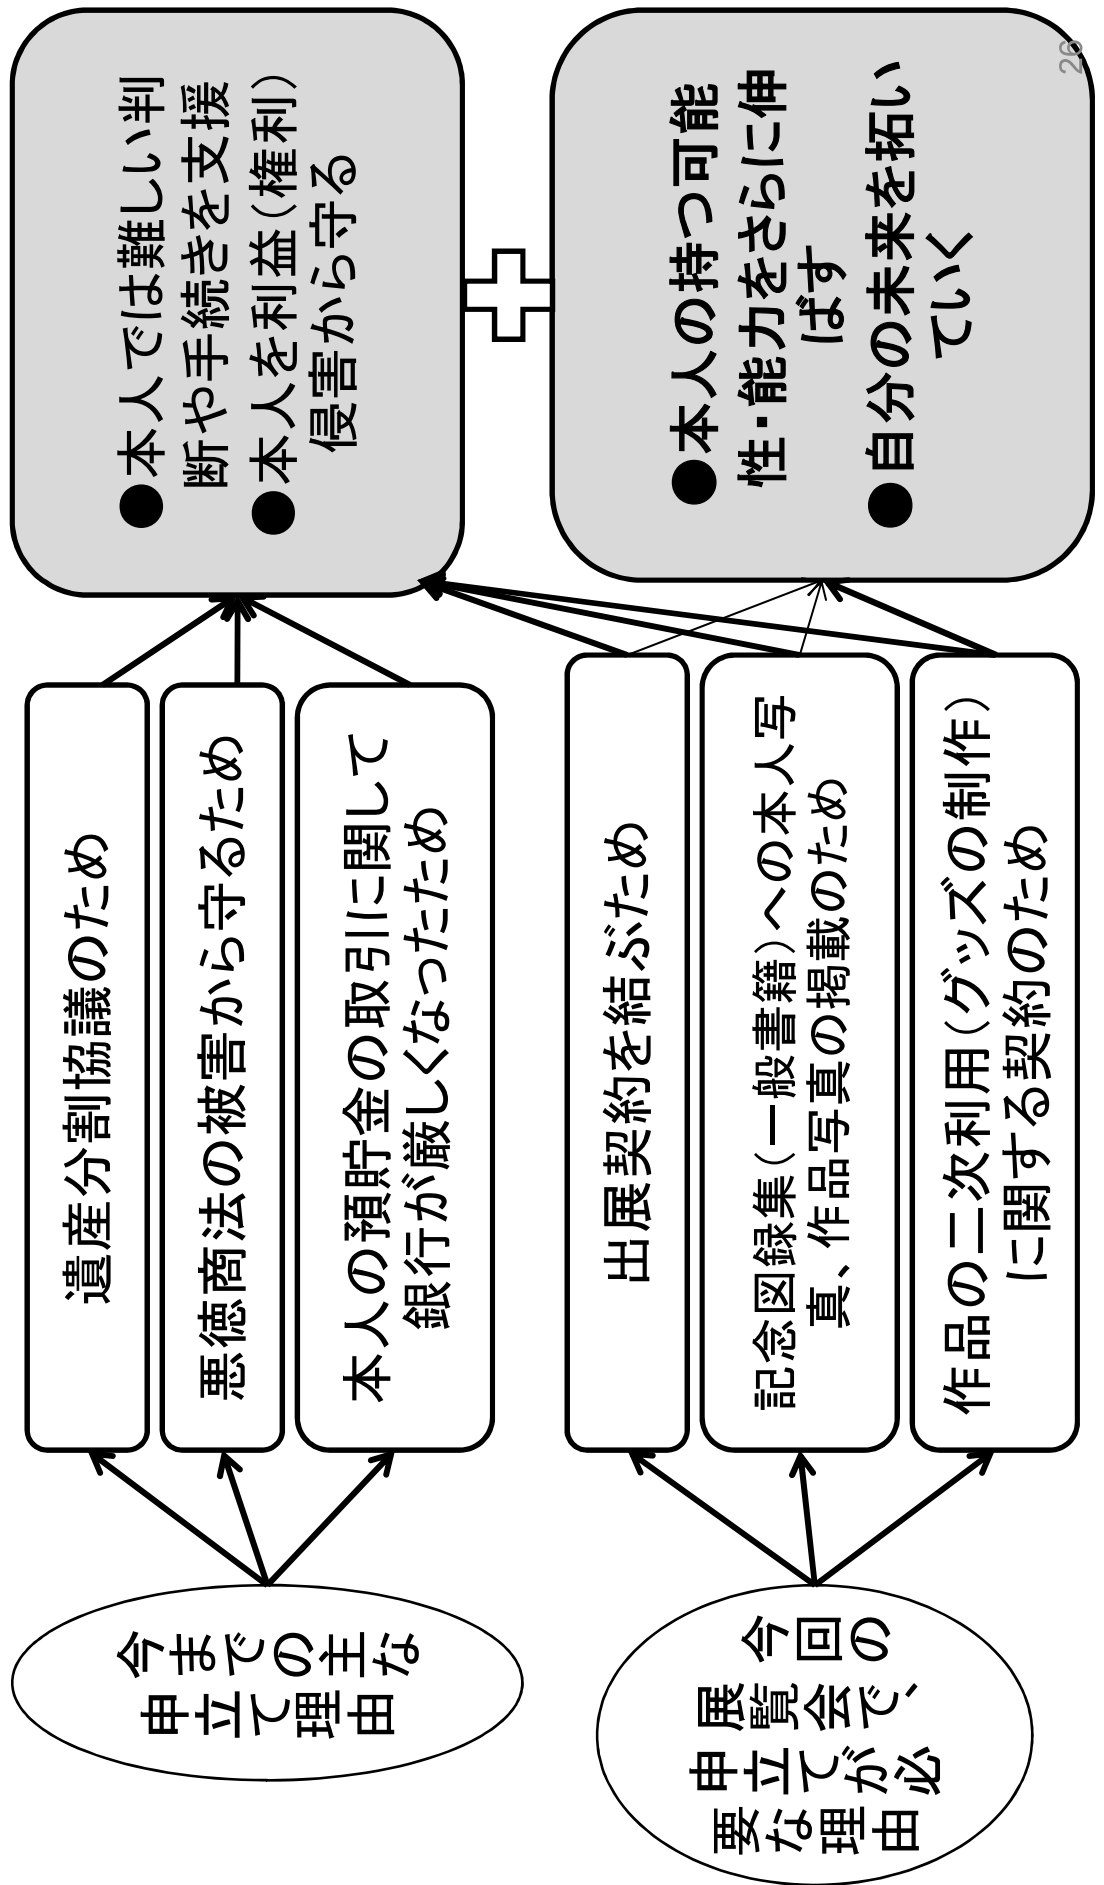 今までの主な
申立て理由
遺産分割協議のため
悪徳商法の被害から守るため
本人の預貯金の取引に関して
銀行が厳しくなったため
●本人では難しい判
断や手続きを支援
●本人を利益(権利)
侵害から守る
今回の
展覧会で、
申立てが必
要な理由
出展契約を結ぶため
記念図録集(一般書籍)への本人写
真、作品写真の掲載のため
作品の二次利用(グッズの制作)
に関する契約のため
●本人の持つ可能
性・能力をさらに伸
ばす
●自分の未来を拓い
ていく
26